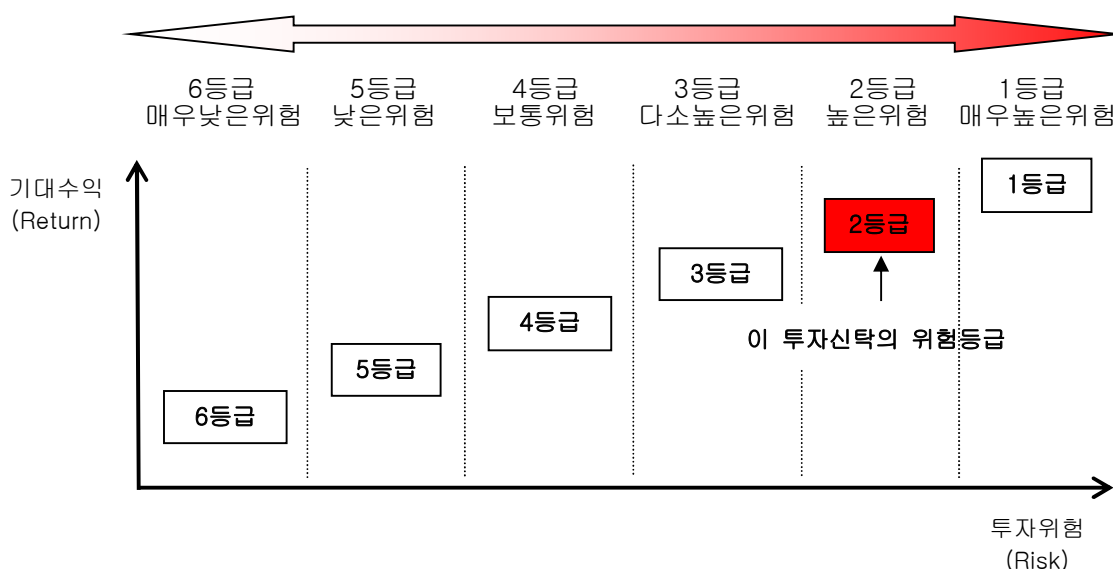 6등급
매우낮은위험
5등급
낮은위험
4등급
보통위험
3등급
다소높은위험
2등급
높은위험
1등급
매우높은위험
기대수익
(Return)
1등급
2등급
3등급
이 투자신탁의 위험등급
4등급
5등급
6등급
투자위험
(Risk)